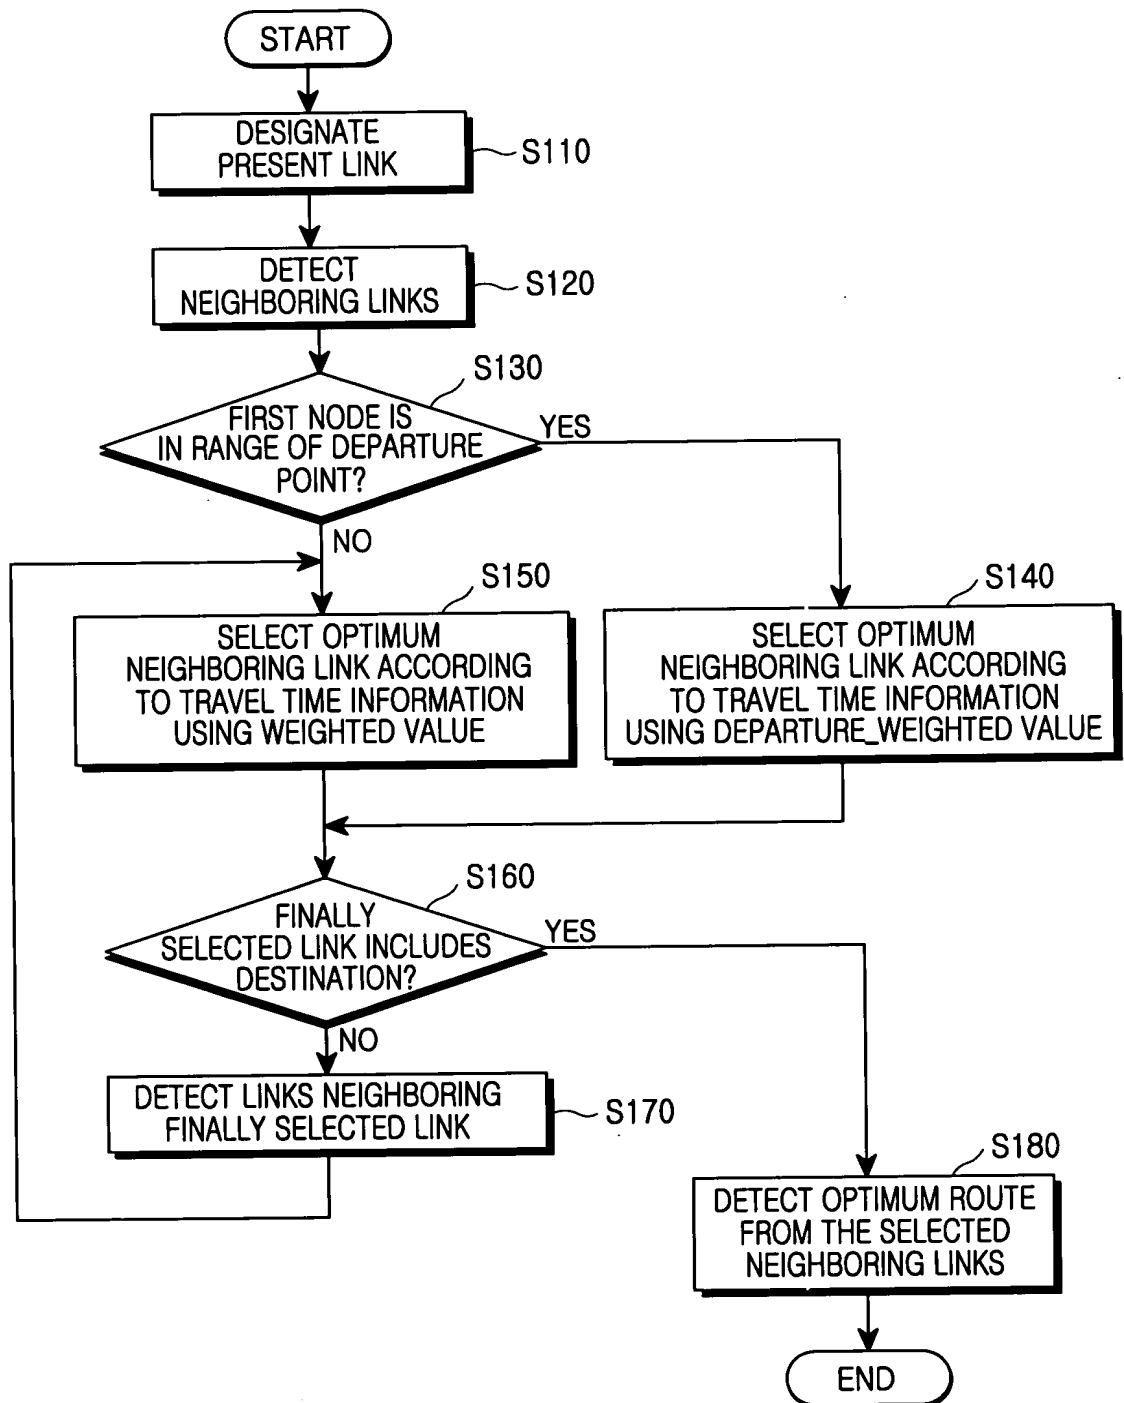 START
DESIGNATE
PRESENT LINK
S110
DETECT
NEIGHBORING LINKS
S120
S130
FIRST NODE IS
IN RANGE OF DEPARTURE
POINT?
YES
NO
S150
SELECT OPTIMUM
NEIGHBORING LINK ACCORDING
TO TRAVEL TIME INFORMATION
USING WEIGHTED VALUE
S140
SELECT OPTIMUM
NEIGHBORING LINK ACCORDING
TO TRAVEL TIME INFORMATION
USING DEPARTURE_WEIGHTED VALUE
S160
FINALLY
SELECTED LINK INCLUDES
DESTINATION?
YES
NO
DETECT LINKS NEIGHBORING
FINALLY SELECTED LINK
S170
S180
DETECT OPTIMUM ROUTE
FROM THE SELECTED
NEIGHBORING LINKS
END